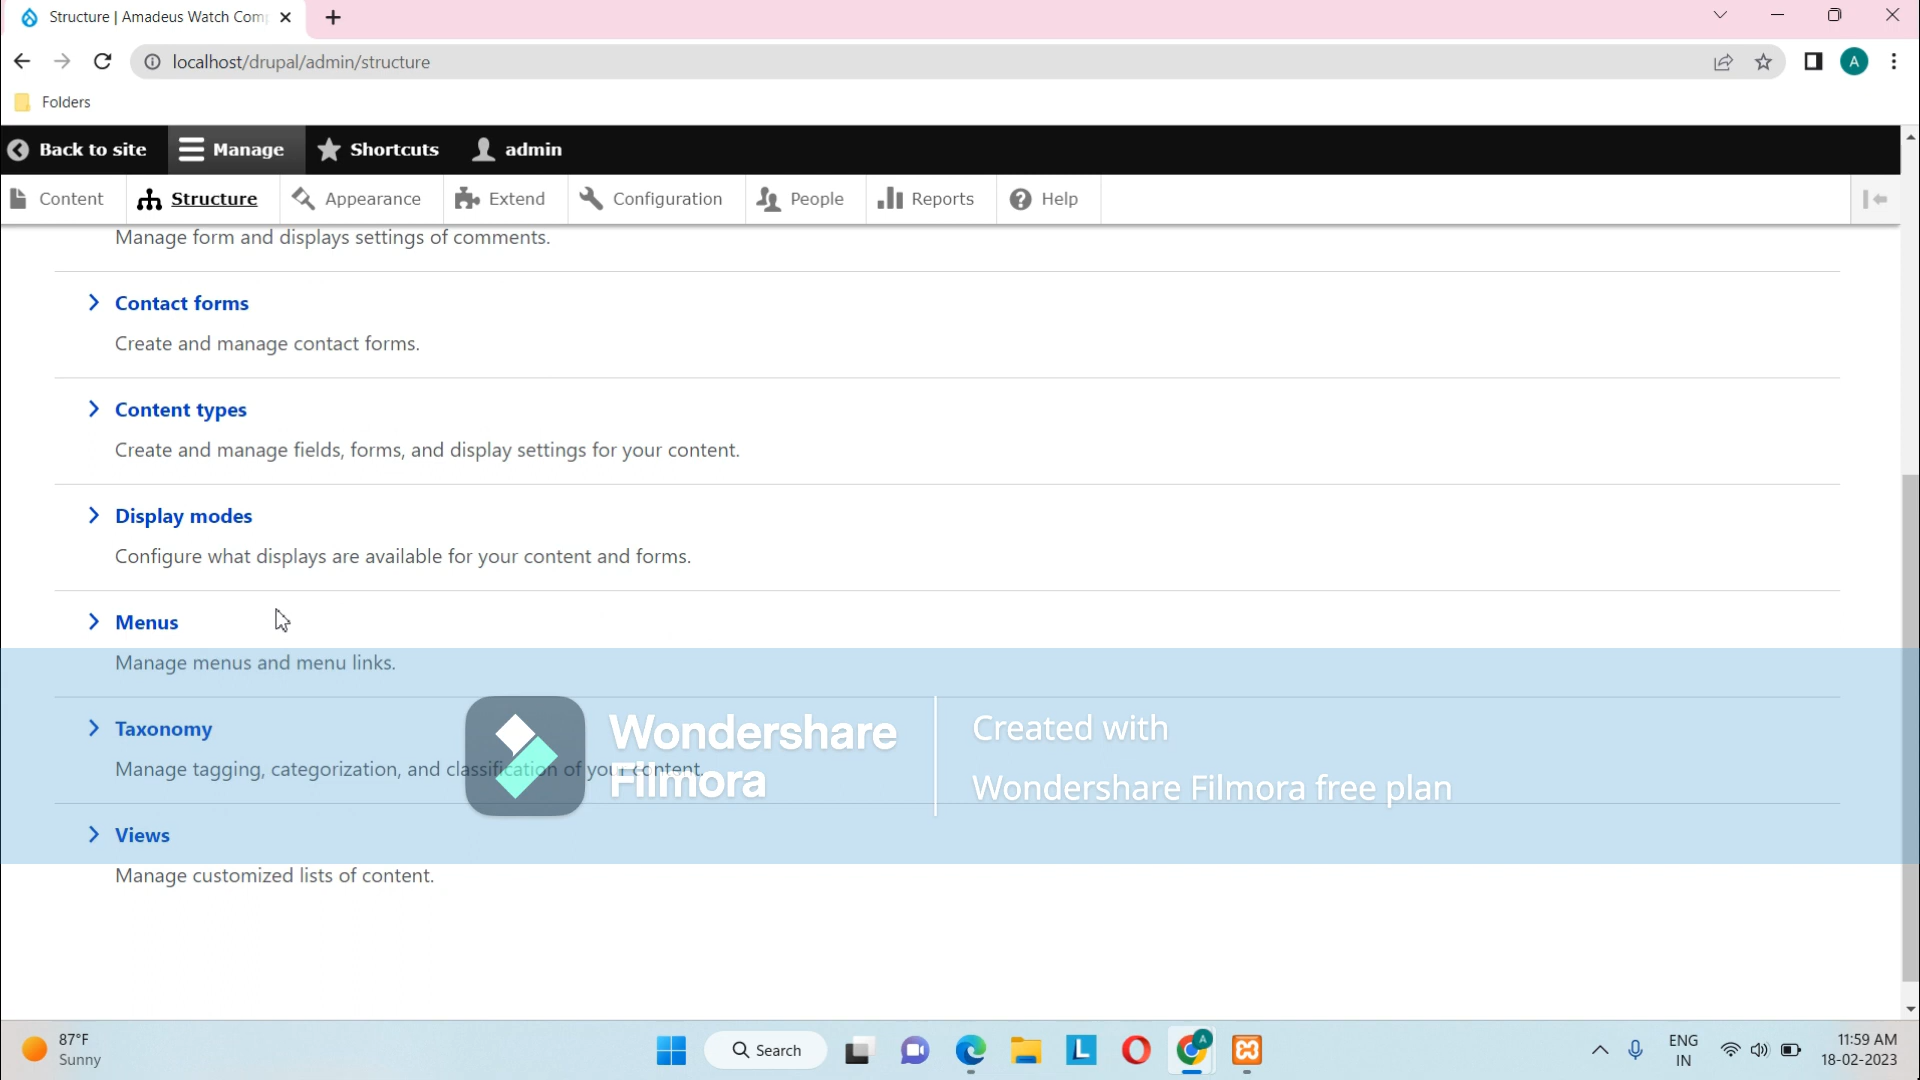 Structure | Amadeus Watch Com
localhost/drupal/admin/structure
A
Folders
Back to site Manage Shortcuts admin
Content Structure Appearance Extend Configuration People Reports Help
Manage form and displays settings of comments.
Contact forms
Create and manage contact forms.
Content types
Create and manage fields, forms, and display settings for your content.
Display modes
Configure what displays are available for your content and forms.
Menus
Manage menus and menu links.
Taxonomy
Manage tagging, categorization, and classification of your content.
Wondershare
Filmora
Created with
Wondershare Filmora free plan
Views
Manage customized lists of content.
87°F
Sunny
Search
L
A
ENG
IN
11:59 AM
18-02-2023